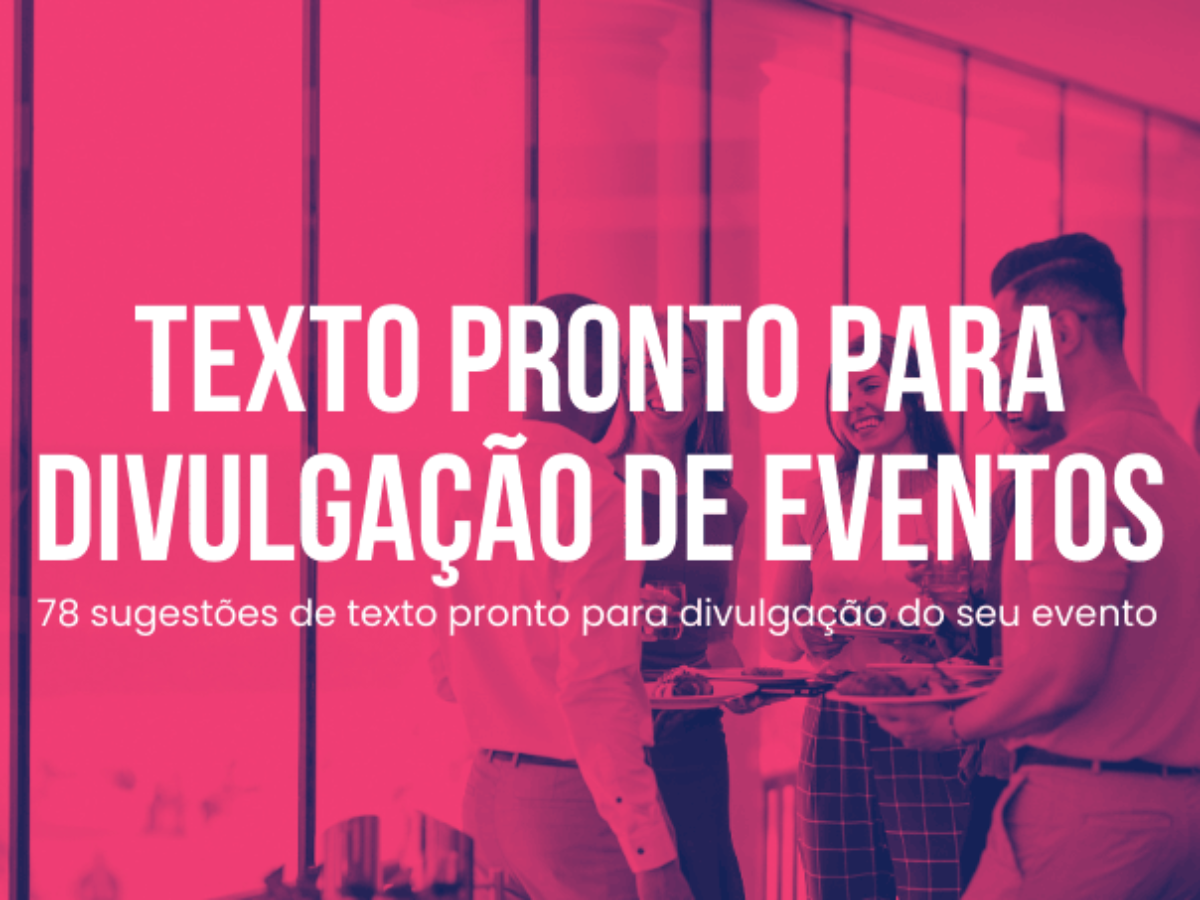 TEXTO PRONTO PARA
DIVULGAÇÃO DE EVENTOS
78 sugestões de texto pronto para divulgação do seu evento